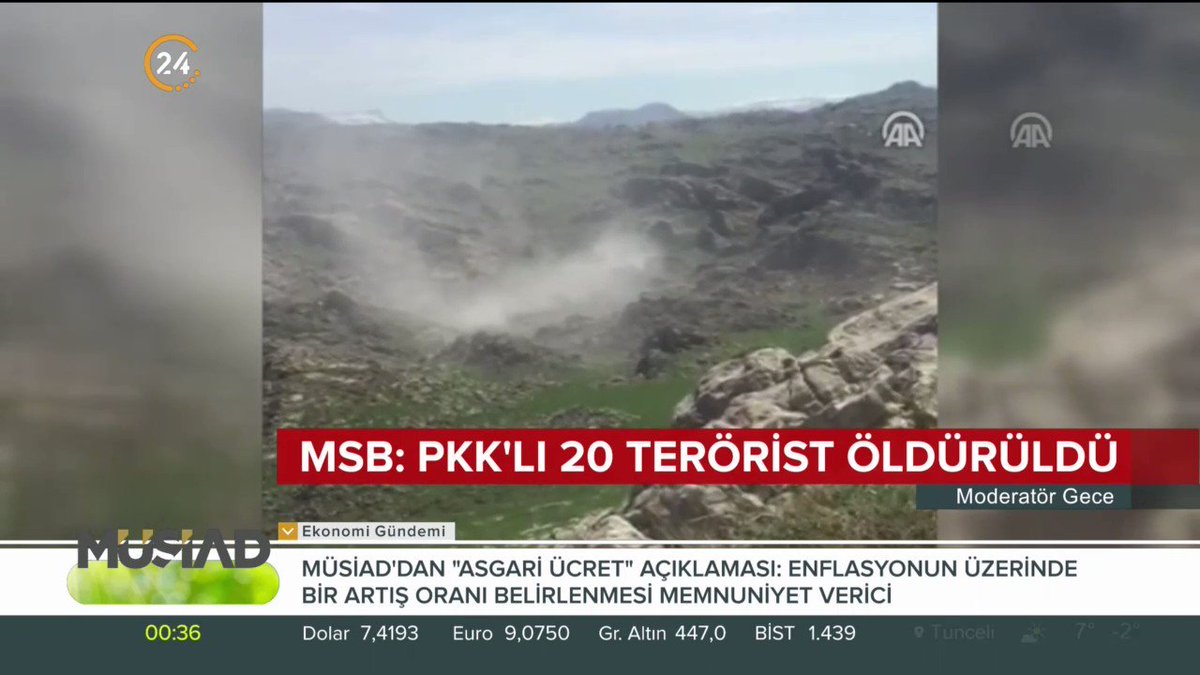 24
AA
AA
MSB: PKK'LI 20 TERÖRİST ÖLDÜRÜLDÜ
Moderatör Gece
Ekonomi Gündemi
MÜSİAD
MÜSİAD'DAN "ASGARİ ÜCRET" AÇIKLAMASI: ENFLASYONUN ÜZERİNDE
BİR ARTIŞ ORANI BELİRLENMESİ MEMNUNİYET VERİCİ
00:36 Dolar 7,4193 Euro 9,0750 Gr. Altın 447,0 BİST 1.439 Tunceli 7° -2°